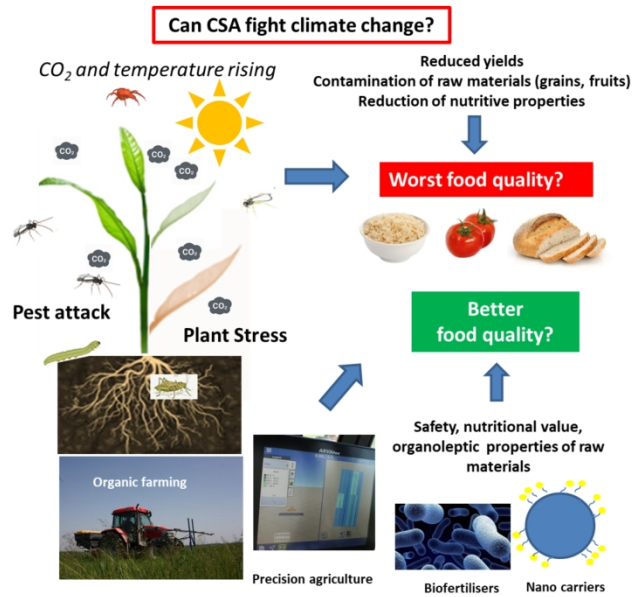 Can CSA fight climate change?
CO₂ and temperature rising
Reduced yields
Contamination of raw materials (grains, fruits)
Reduction of nutritive properties
CO₂
CO₂
CO₂
CO₂
CO₂
CO₂
Worst food quality?
Pest attack
Plant Stress
Better
food quality?
Safety, nutritional value,
organoleptic properties of raw
materials
Organic farming
Precision agriculture
Biofertilisers
Nano carriers